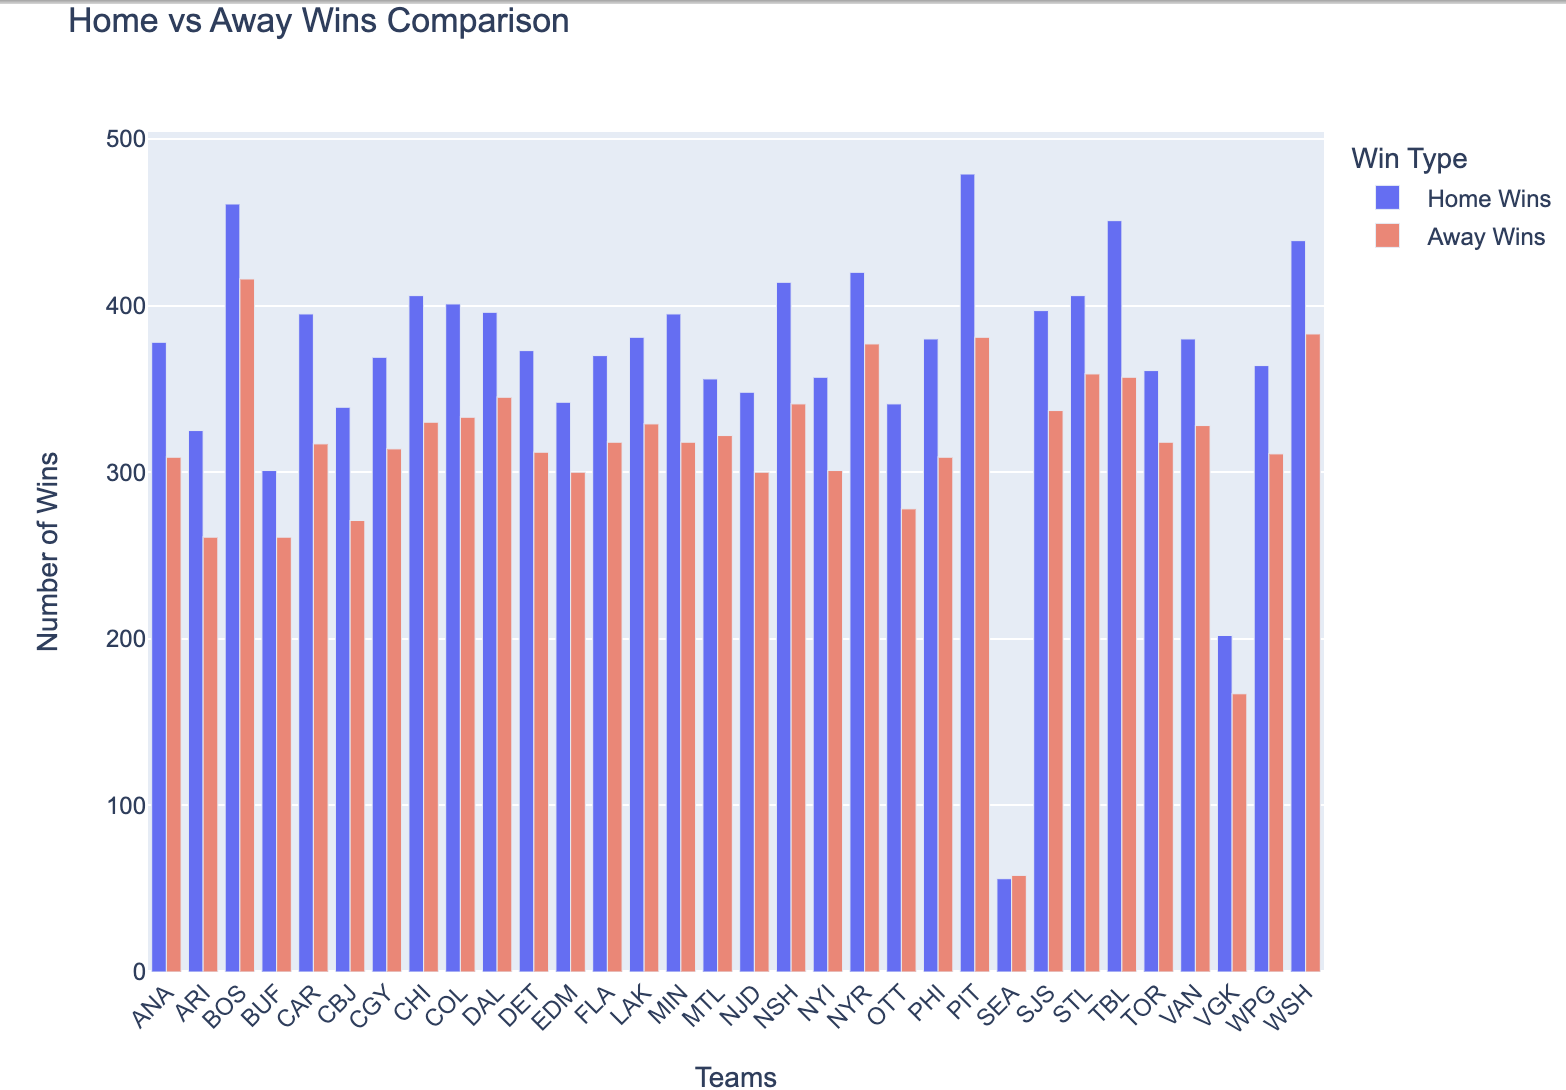 Home vs Away Wins Comparison
500
400
300
200
100
0
Number of Wins
ANA
ARI
BOS
BUF
CAR
CBJ
CGY
CHI
COL
DAL
DET
EDM
FLA
LAK
MIN
MTL
NJD
NSH
NYI
NYR
OTT
PHI
PIT
SEA
SJS
STL
TBL
TOR
VAN
VGK
WPG
WSH
Teams
Win Type
Home Wins
Away Wins